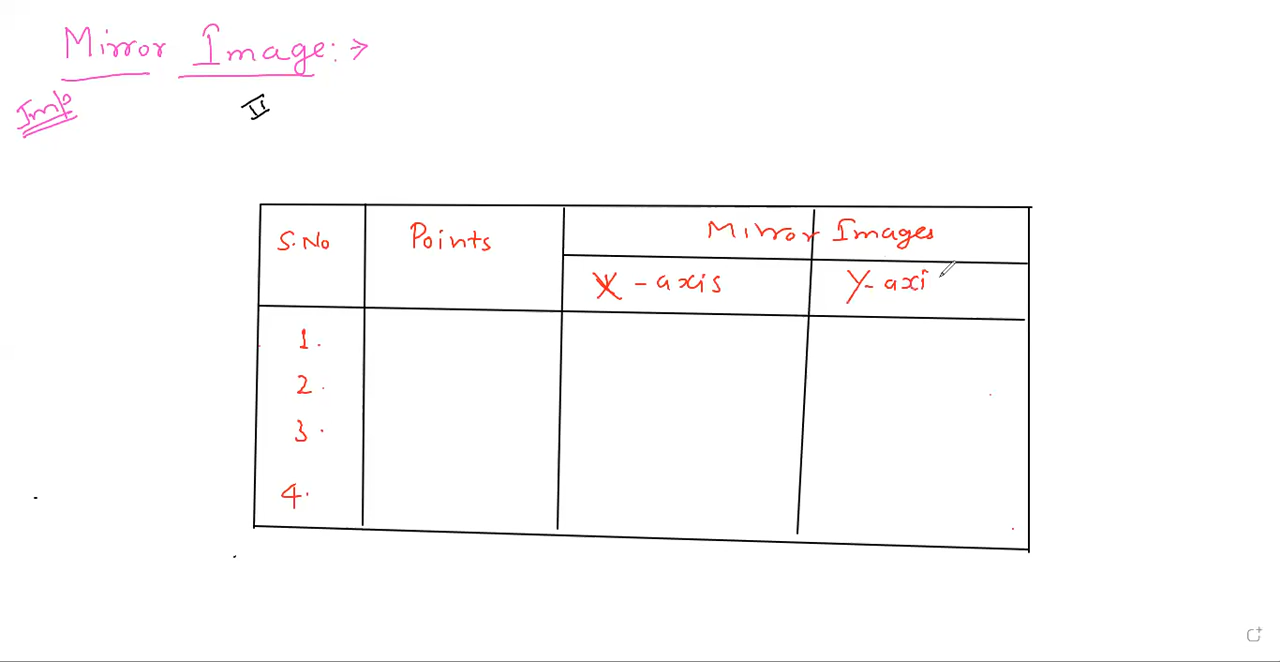 Mirror Image:->
Imp
II
S.No Points Mirror Images
X - axis Y- axi
1.
2.
3.
4.